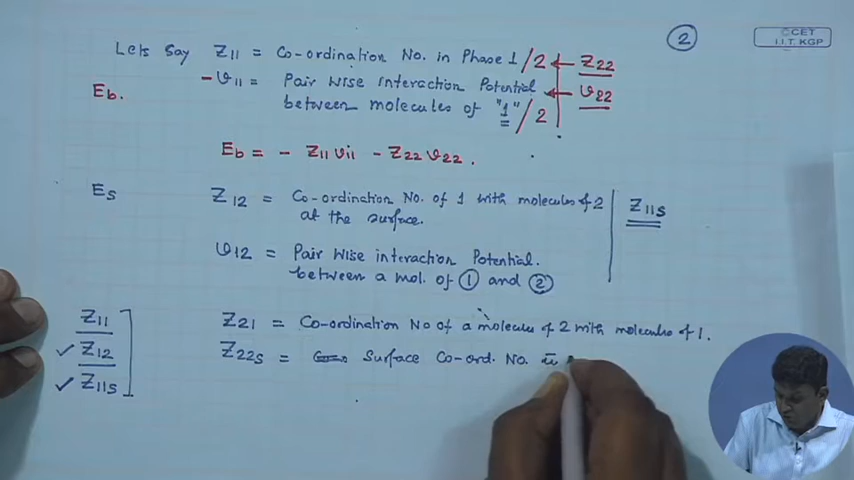 2
©CET
I.I.T. KGP
Lets Say Z11 = Co-ordination No. in Phase 1/2 ← Z22
-υ11 = Pair Wise Interaction Potential ← υ22
between molecules of "1"/2
Eb.
Eb = - Z11 υ11 - Z22 υ22.
Es
Z12 = Co-ordination No. of 1 with molecules of 2
at the surface.
Z11s
υ12 = Pair Wise interaction Potential.
between a mol. of 1 and 2
Z11
✓ Z12
✓ Z11s
Z21 = Co-ordination No of a molecule of 2 with molecules of 1.
Z22s = Surface Co-ord. No.